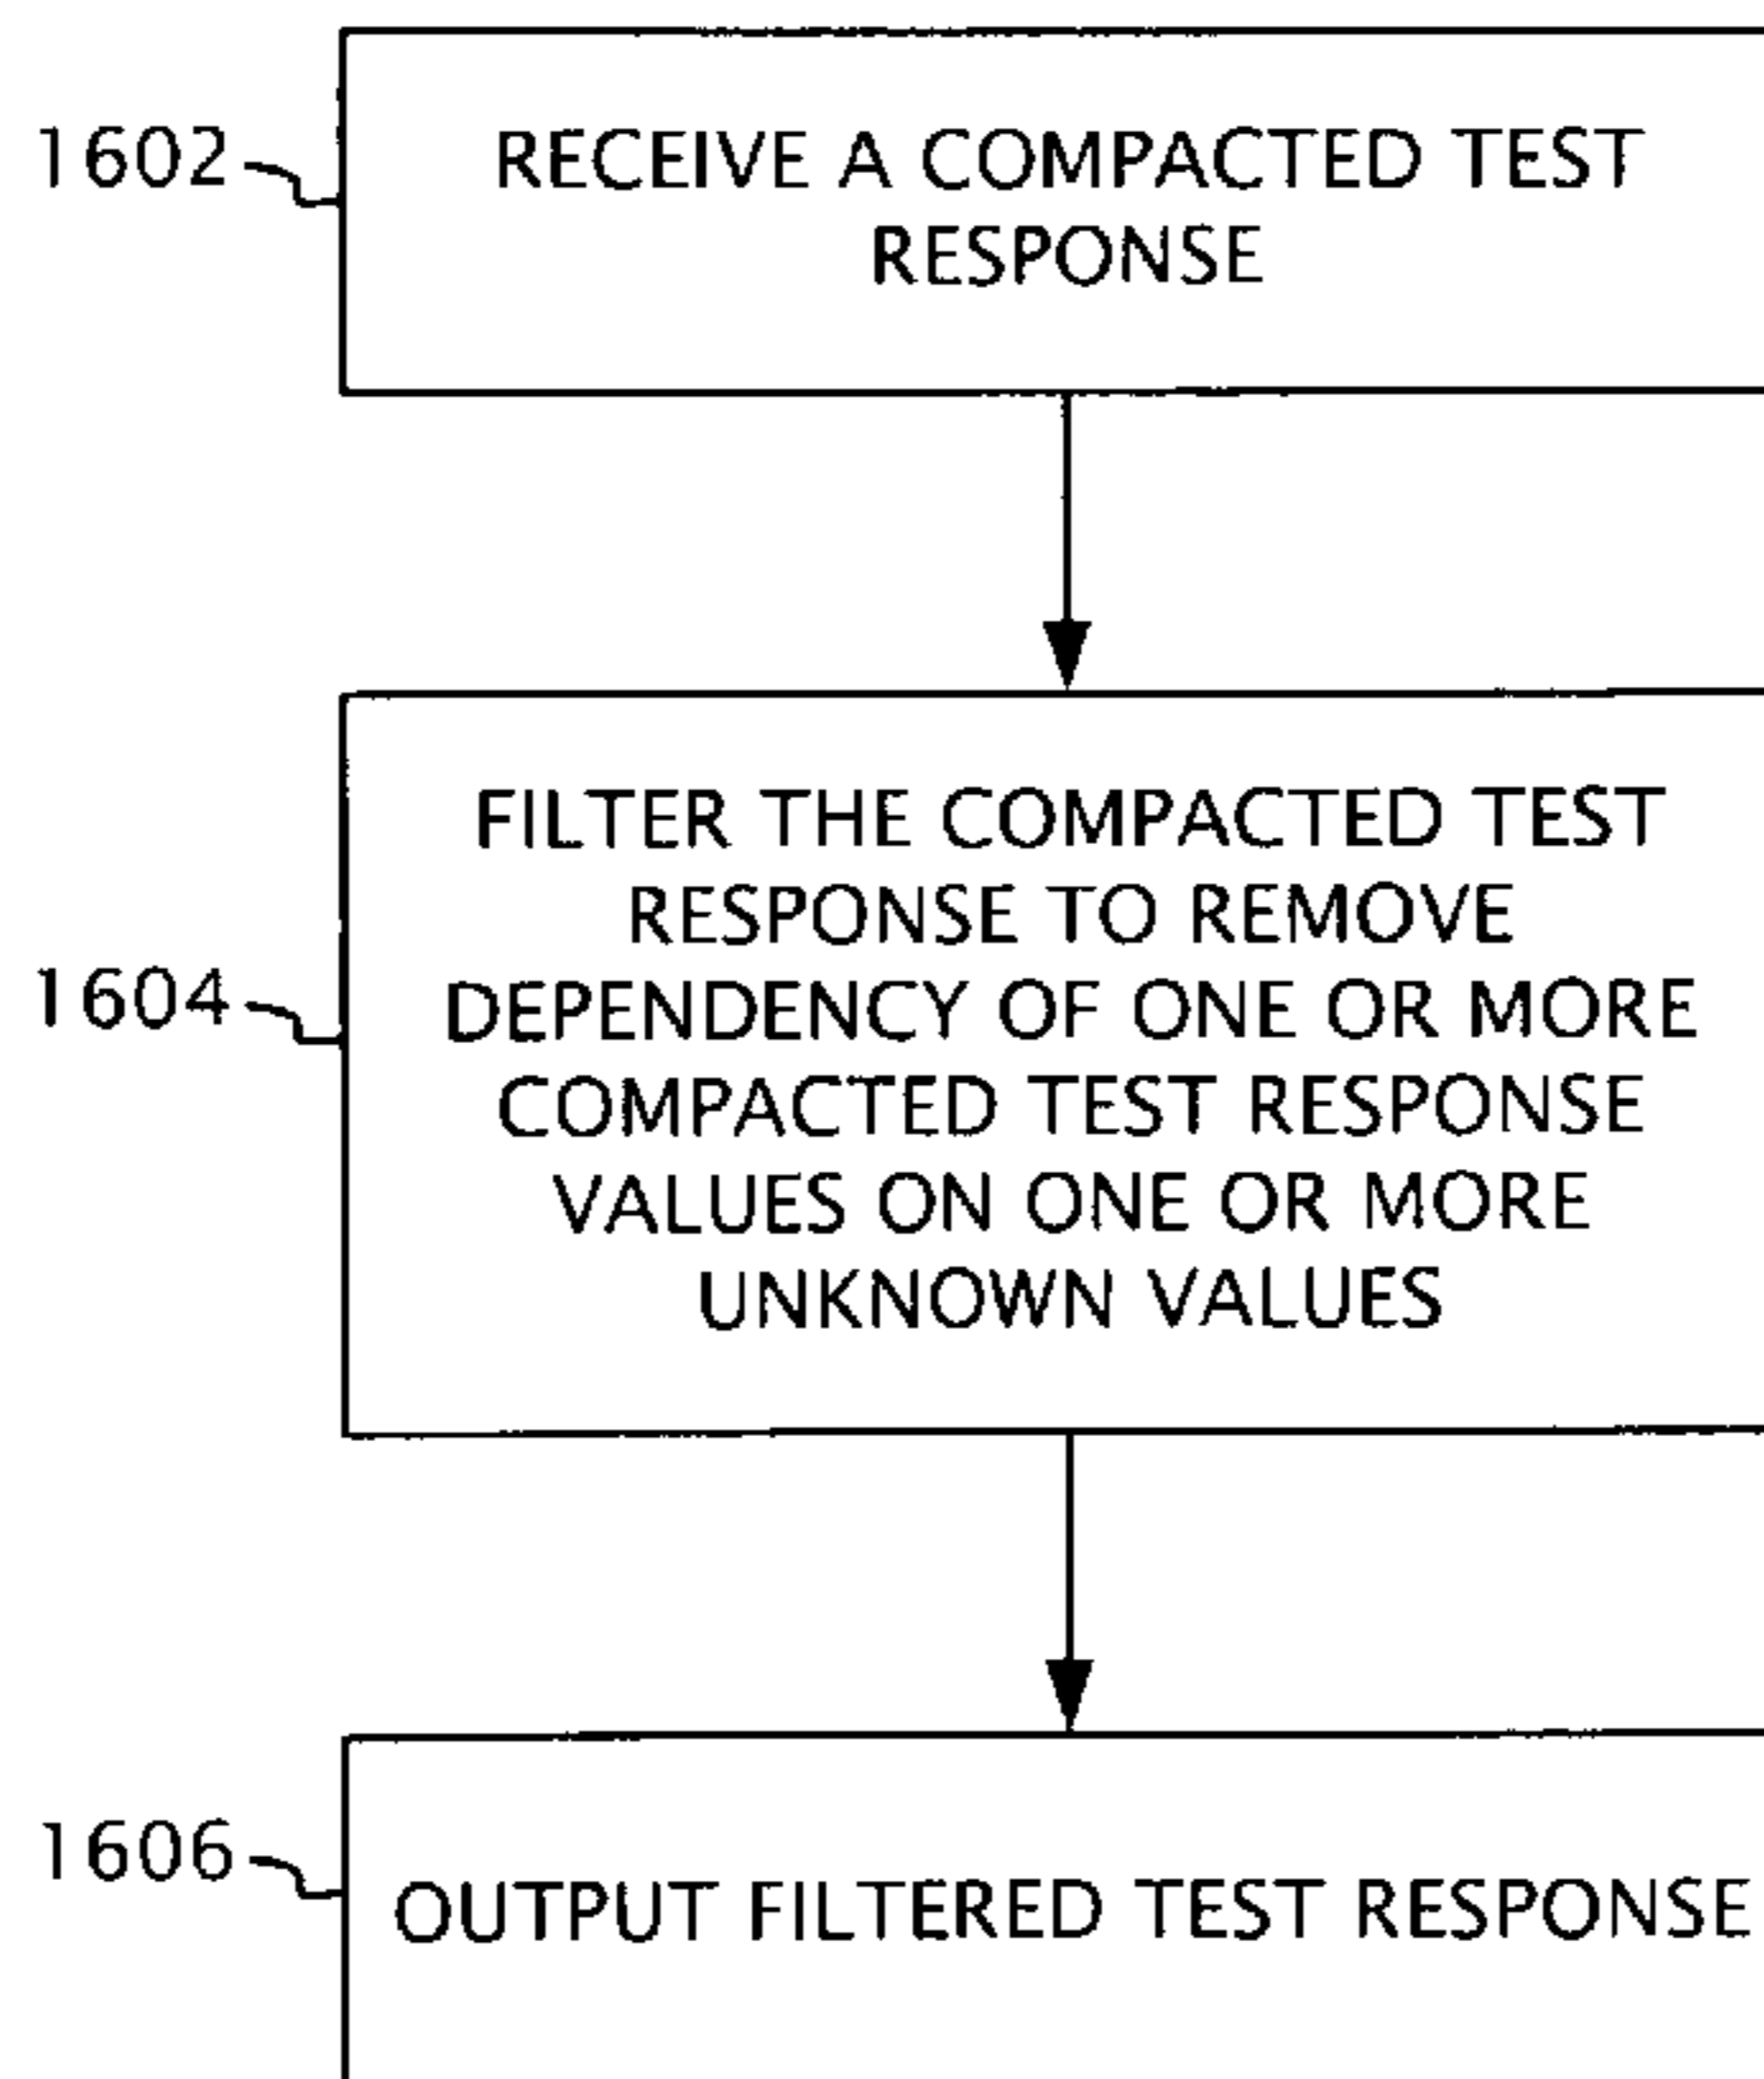 1602
RECEIVE A COMPACTED TEST
RESPONSE
FILTER THE COMPACTED TEST
RESPONSE TO REMOVE
1604
DEPENDENCY OF ONE OR MORE
COMPACTED TEST RESPONSE
VALUES ON ONE OR MORE
UNKNOWN VALUES
1606
OUTPUT FILTERED TEST RESPONSE